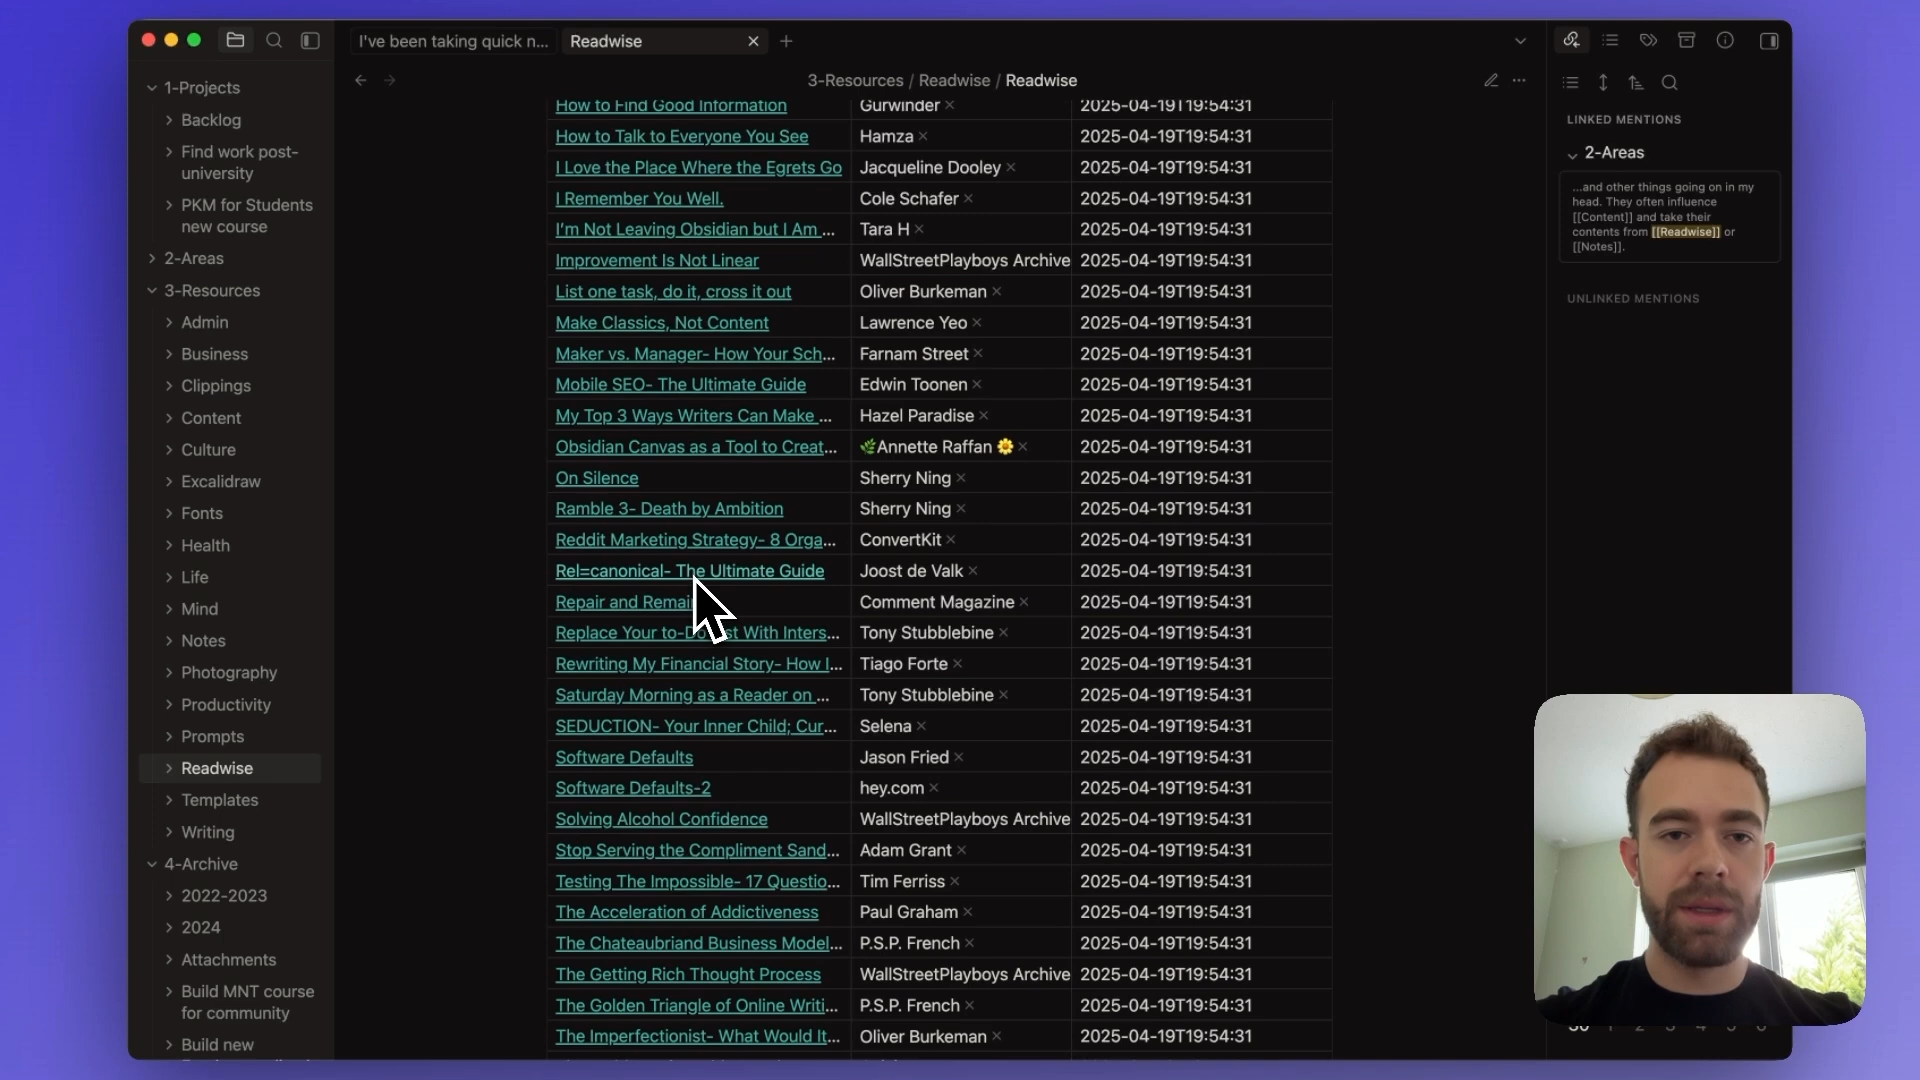 I've been taking quick n...
Readwise
3-Resources / Readwise / Readwise
1-Projects
Backlog
Find work post-
university
PKM for Students
new course
2-Areas
3-Resources
Admin
Business
Clippings
Content
Culture
Excalidraw
Fonts
Health
Life
Mind
Notes
Photography
Productivity
Prompts
Readwise
Templates
Writing
4-Archive
2022-2023
2024
Attachments
Build MNT course
for community
Build new
How to Find Good Information Gurwinder × 2025-04-19T19:54:31
How to Talk to Everyone You See Hamza × 2025-04-19T19:54:31
I Love the Place Where the Egrets Go Jacqueline Dooley × 2025-04-19T19:54:31
I Remember You Well. Cole Schafer × 2025-04-19T19:54:31
I'm Not Leaving Obsidian but I Am ... Tara H × 2025-04-19T19:54:31
Improvement Is Not Linear WallStreetPlayboys Archive 2025-04-19T19:54:31
List one task, do it, cross it out Oliver Burkeman × 2025-04-19T19:54:31
Make Classics, Not Content Lawrence Yeo × 2025-04-19T19:54:31
Maker vs. Manager- How Your Sch... Farnam Street × 2025-04-19T19:54:31
Mobile SEO- The Ultimate Guide Edwin Toonen × 2025-04-19T19:54:31
My Top 3 Ways Writers Can Make ... Hazel Paradise × 2025-04-19T19:54:31
Obsidian Canvas as a Tool to Creat... 🌿Annette Raffan 🌼 × 2025-04-19T19:54:31
On Silence Sherry Ning × 2025-04-19T19:54:31
Ramble 3- Death by Ambition Sherry Ning × 2025-04-19T19:54:31
Reddit Marketing Strategy- 8 Orga... ConvertKit × 2025-04-19T19:54:31
Rel=canonical- The Ultimate Guide Joost de Valk × 2025-04-19T19:54:31
Repair and Remai Comment Magazine × 2025-04-19T19:54:31
Replace Your to-Do st With Inters... Tony Stubblebine × 2025-04-19T19:54:31
Rewriting My Financial Story- How I... Tiago Forte × 2025-04-19T19:54:31
Saturday Morning as a Reader on ... Tony Stubblebine × 2025-04-19T19:54:31
SEDUCTION- Your Inner Child; Cur... Selena × 2025-04-19T19:54:31
Software Defaults Jason Fried × 2025-04-19T19:54:31
Software Defaults-2 hey.com × 2025-04-19T19:54:31
Solving Alcohol Confidence WallStreetPlayboys Archive 2025-04-19T19:54:31
Stop Serving the Compliment Sand... Adam Grant × 2025-04-19T19:54:31
Testing The Impossible- 17 Questio... Tim Ferriss × 2025-04-19T19:54:31
The Acceleration of Addictiveness Paul Graham × 2025-04-19T19:54:31
The Chateaubriand Business Model... P.S.P. French × 2025-04-19T19:54:31
The Getting Rich Thought Process WallStreetPlayboys Archive 2025-04-19T19:54:31
The Golden Triangle of Online Writi... P.S.P. French × 2025-04-19T19:54:31
The Imperfectionist- What Would It... Oliver Burkeman × 2025-04-19T19:54:31
LINKED MENTIONS
2-Areas
...and other things going on in my
head. They often influence
[[Content]] and take their
contents from [[Readwise]] or
[[Notes]].
UNLINKED MENTIONS